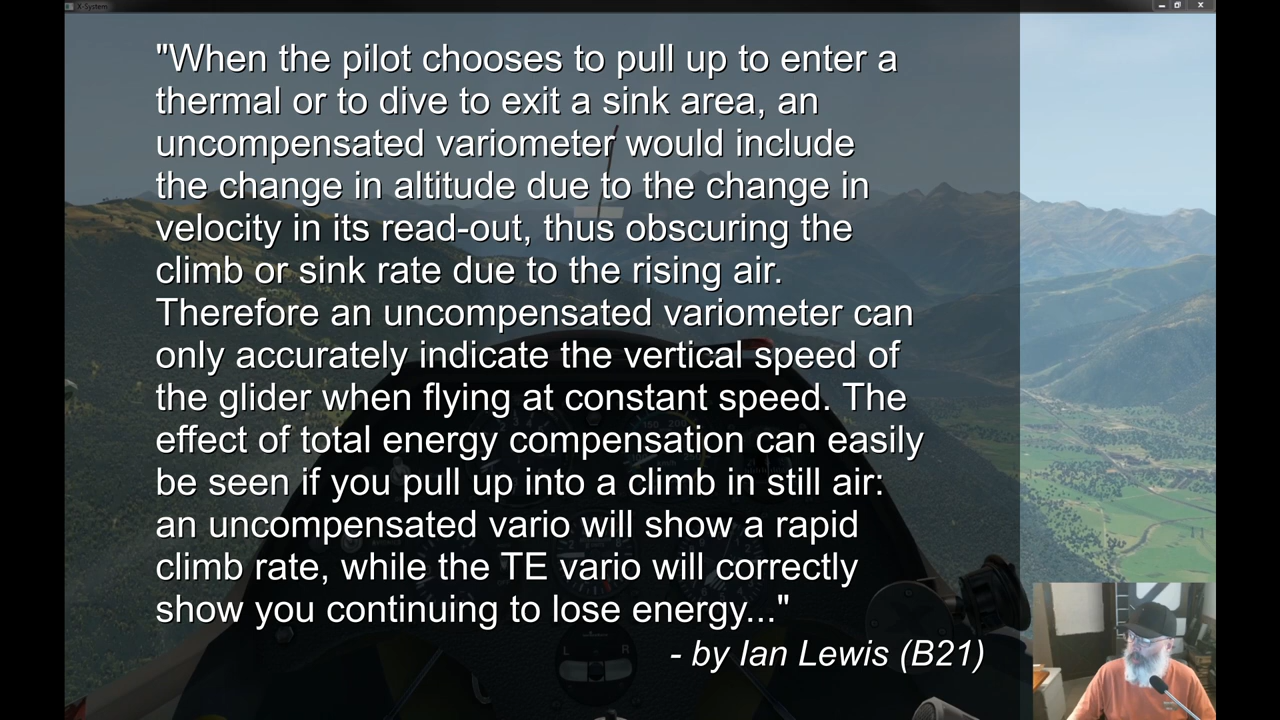 X-System
"When the pilot chooses to pull up to enter a
thermal or to dive to exit a sink area, an
uncompensated variometer would include
the change in altitude due to the change in
velocity in its read-out, thus obscuring the
climb or sink rate due to the rising air.
Therefore an uncompensated variometer can
only accurately indicate the vertical speed of
the glider when flying at constant speed. The
effect of total energy compensation can easily
be seen if you pull up into a climb in still air:
an uncompensated vario will show a rapid
climb rate, while the TE vario will correctly
show you continuing to lose energy..."
L R
- by Ian Lewis (B21)